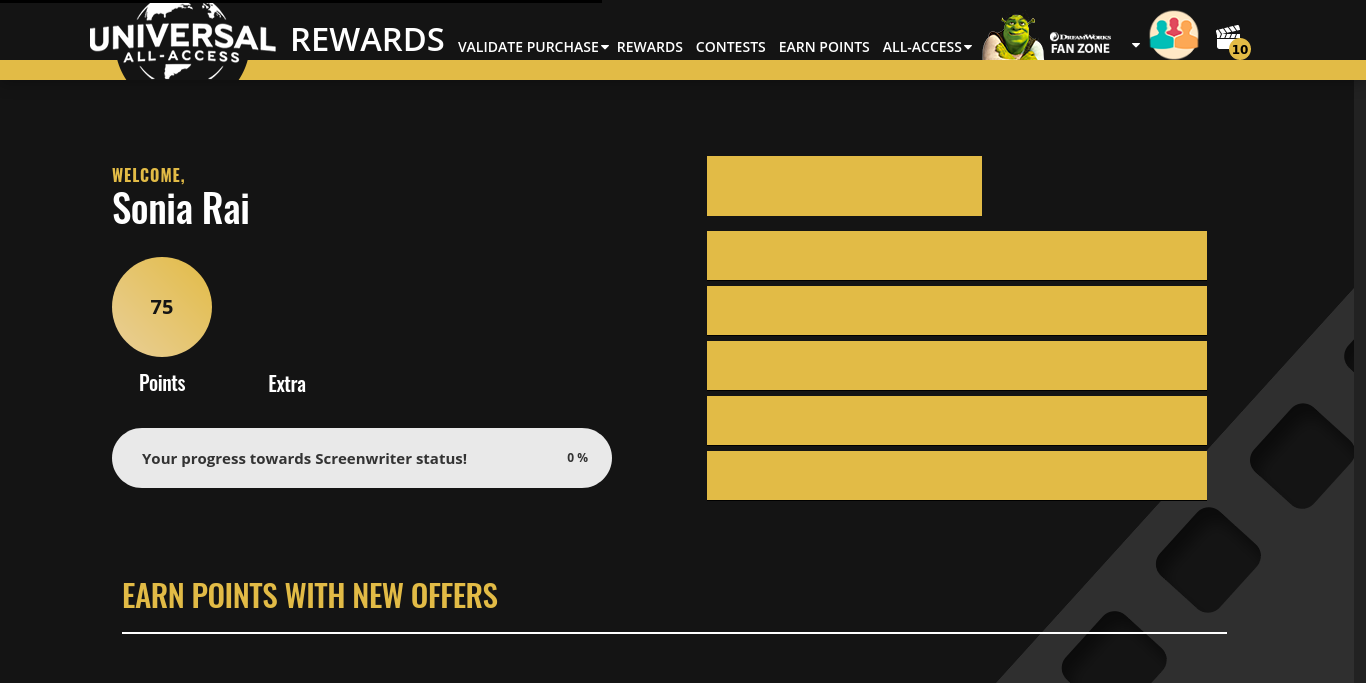 UNIVERSAL
ALL-ACCESS
REWARDS
VALIDATE PURCHASE
REWARDS
CONTESTS
EARN POINTS
ALL-ACCESS
DREAMWORKS
FAN ZONE
10
WELCOME,
Sonia Rai
75
Points
Extra
Your progress towards Screenwriter status!
0 %
EARN POINTS WITH NEW OFFERS